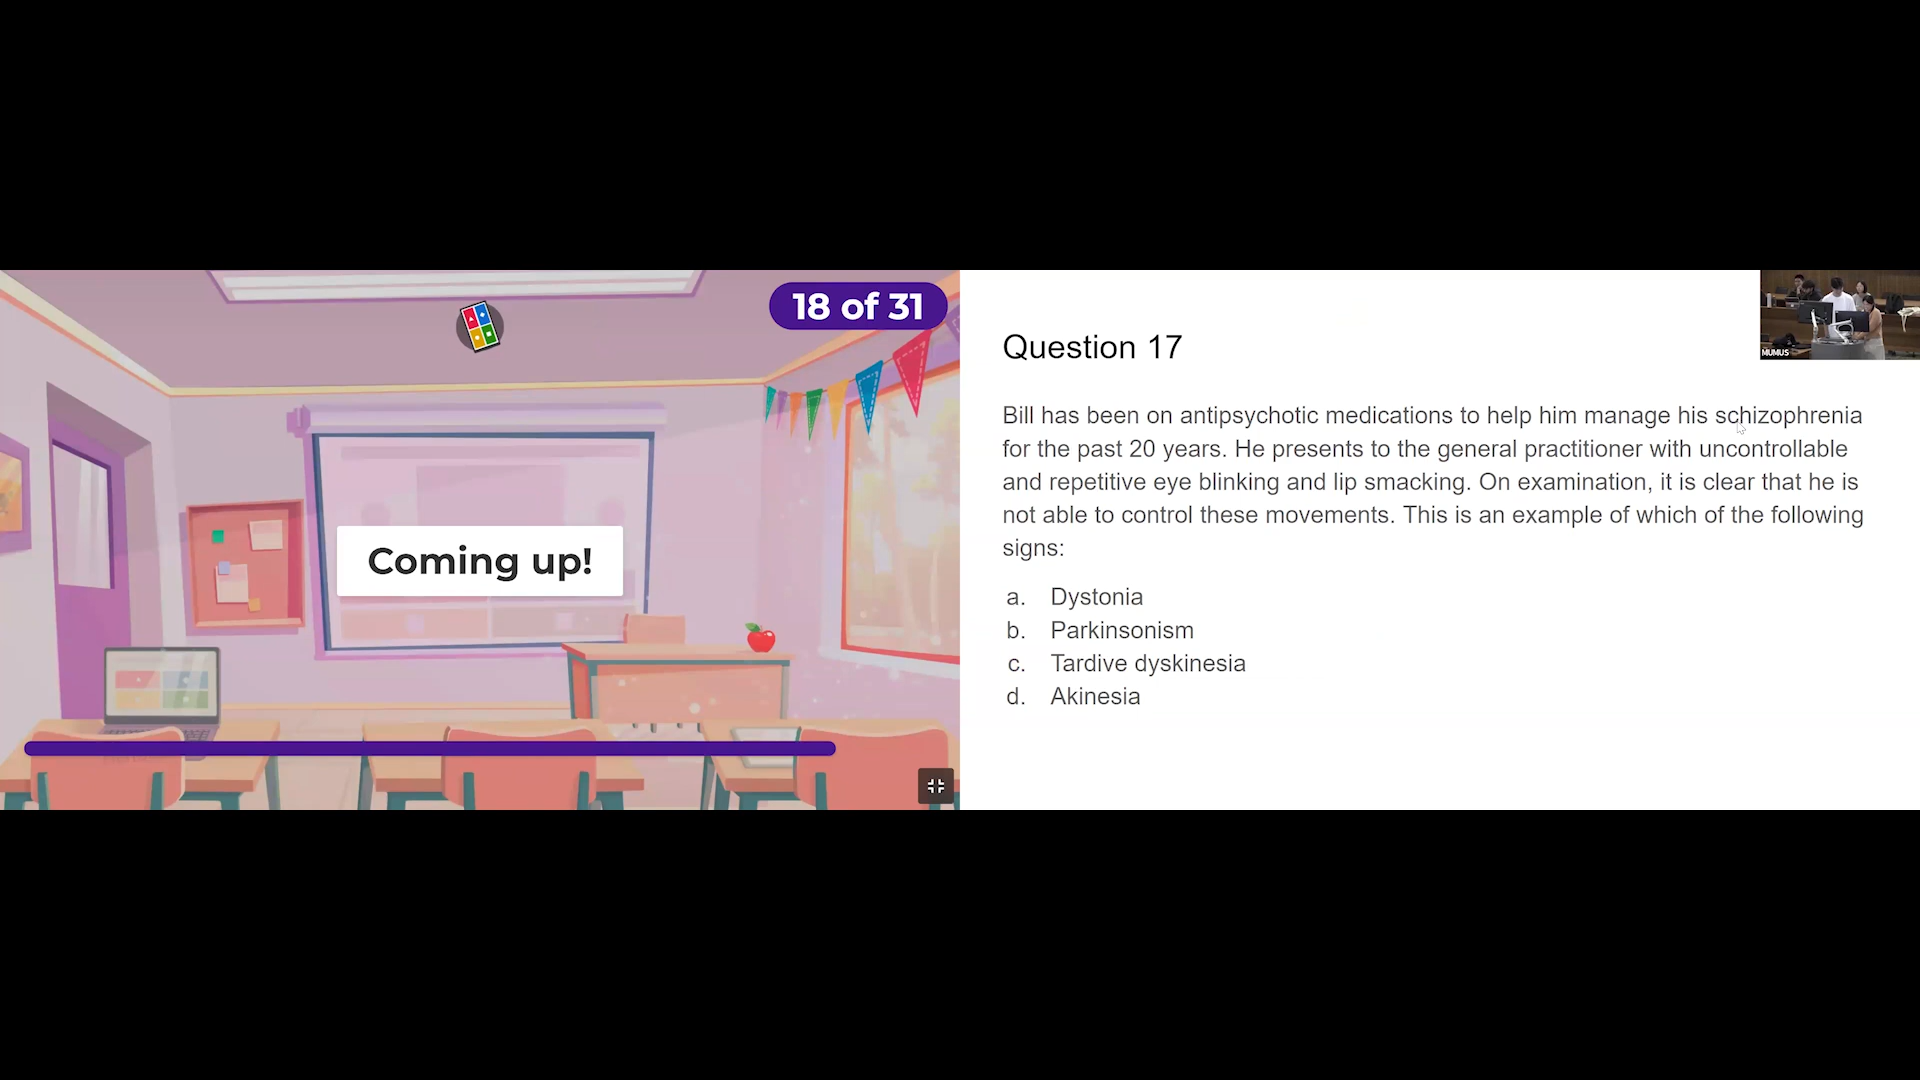 18 of 31
Coming up!
Question 17
MUMUS
Bill has been on antipsychotic medications to help him manage his schizophrenia
for the past 20 years. He presents to the general practitioner with uncontrollable
and repetitive eye blinking and lip smacking. On examination, it is clear that he is
not able to control these movements. This is an example of which of the following
signs:
a. Dystonia
b. Parkinsonism
c. Tardive dyskinesia
d. Akinesia